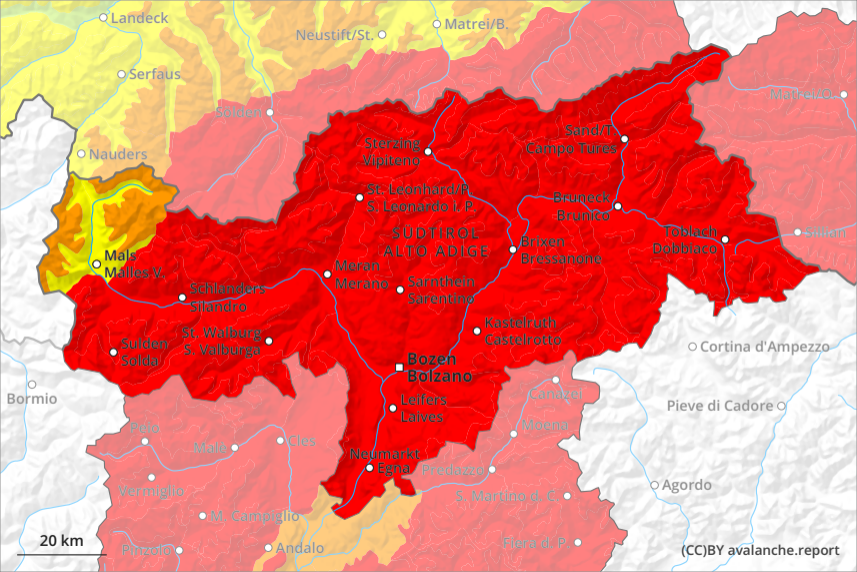 Landeck
Matrei/B.
Neustift/St.
Serfaus
Matrei/O.
Sölden
Sand/T.
Campo Tures
Sterzing
Vipiteno
Nauders
St. Leonhard/P.
S. Leonardo i. P.
Bruneck
Brunico
SÜDTIROL
ALTO ADIGE
Toblach
Dobbiaco
Sillian
Brixen
Bressanone
Mals
Malles V.
Meran
Merano
Sarnthein
Sarentino
Schlanders
Silandro
Kastelruth
Castelrotto
St. Walburg
S. Valburga
Sulden
Solda
Cortina d'Ampezzo
Bozen
Bolzano
Bormio
Canazei
Leifers
Laives
Pieve di Cadore
Moena
Peio
Malè
Cles
Neumarkt
Egna
Predazzo
Vermiglio
Agordo
S. Martino d. C.
M. Campiglio
20 km
Pinzolo
Andalo
Fiera di P.
(CC)BY avalanche.report